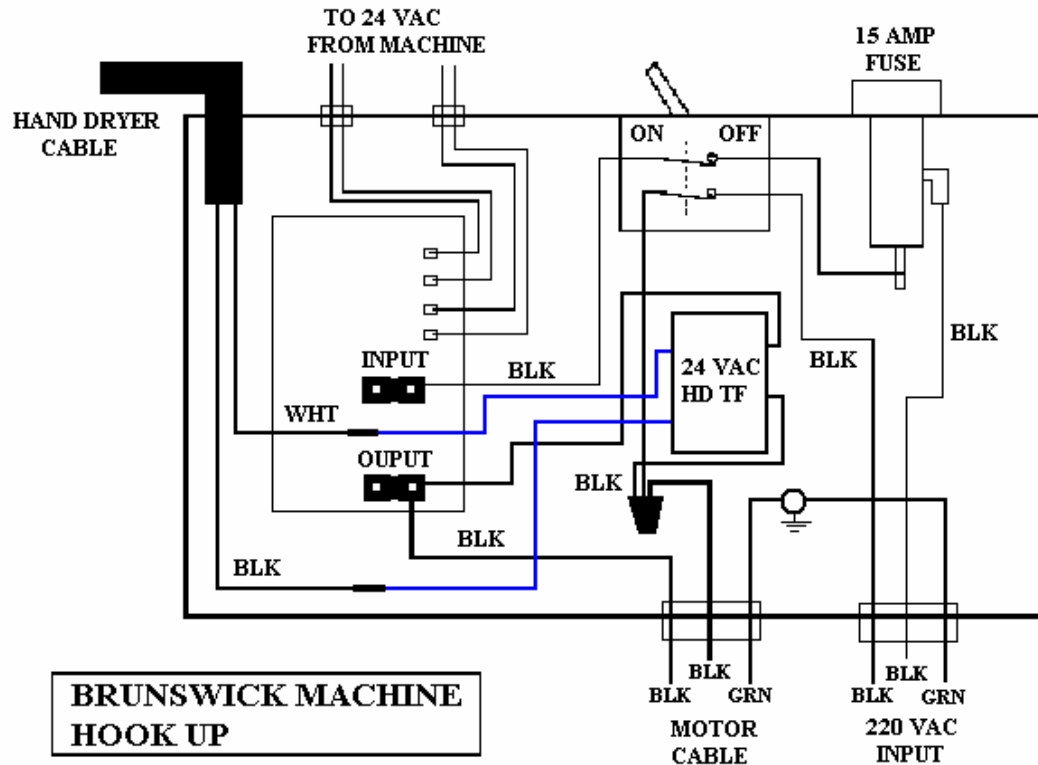 TO 24 VAC
FROM MACHINE
15 AMP
FUSE
HAND DRYER
CABLE
ON OFF
INPUT
BLK
BLK
BLK
24 VAC
HD TF
WHT
OUPUT
BLK
BLK
BLK
BLK
BLK
GRN
BLK
BLK
GRN
MOTOR
CABLE
220 VAC
INPUT
BRUNSWICK MACHINE
HOOK UP